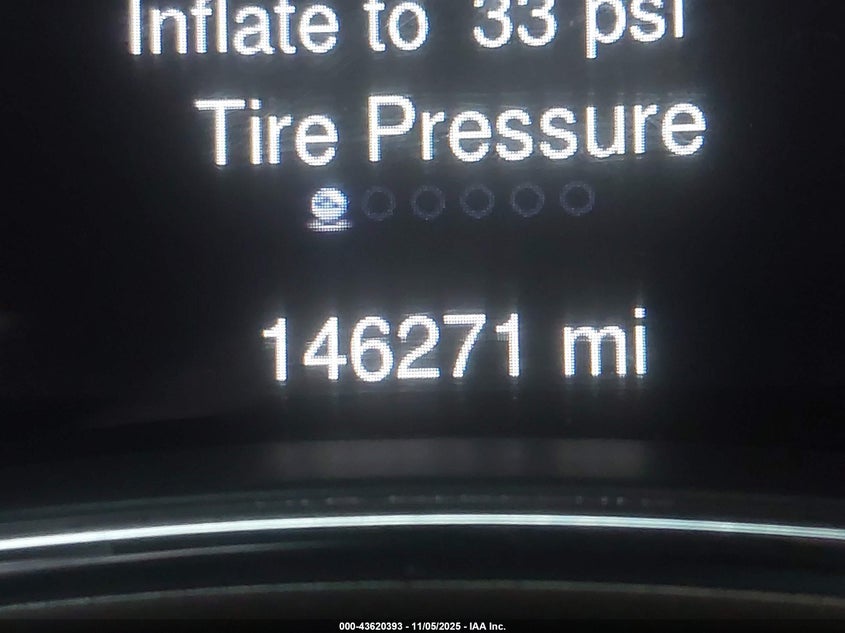 Inflate to 33 psi
Tire Pressure
146271 mi
000-43620393 - 11/05/2025 - IAA Inc.